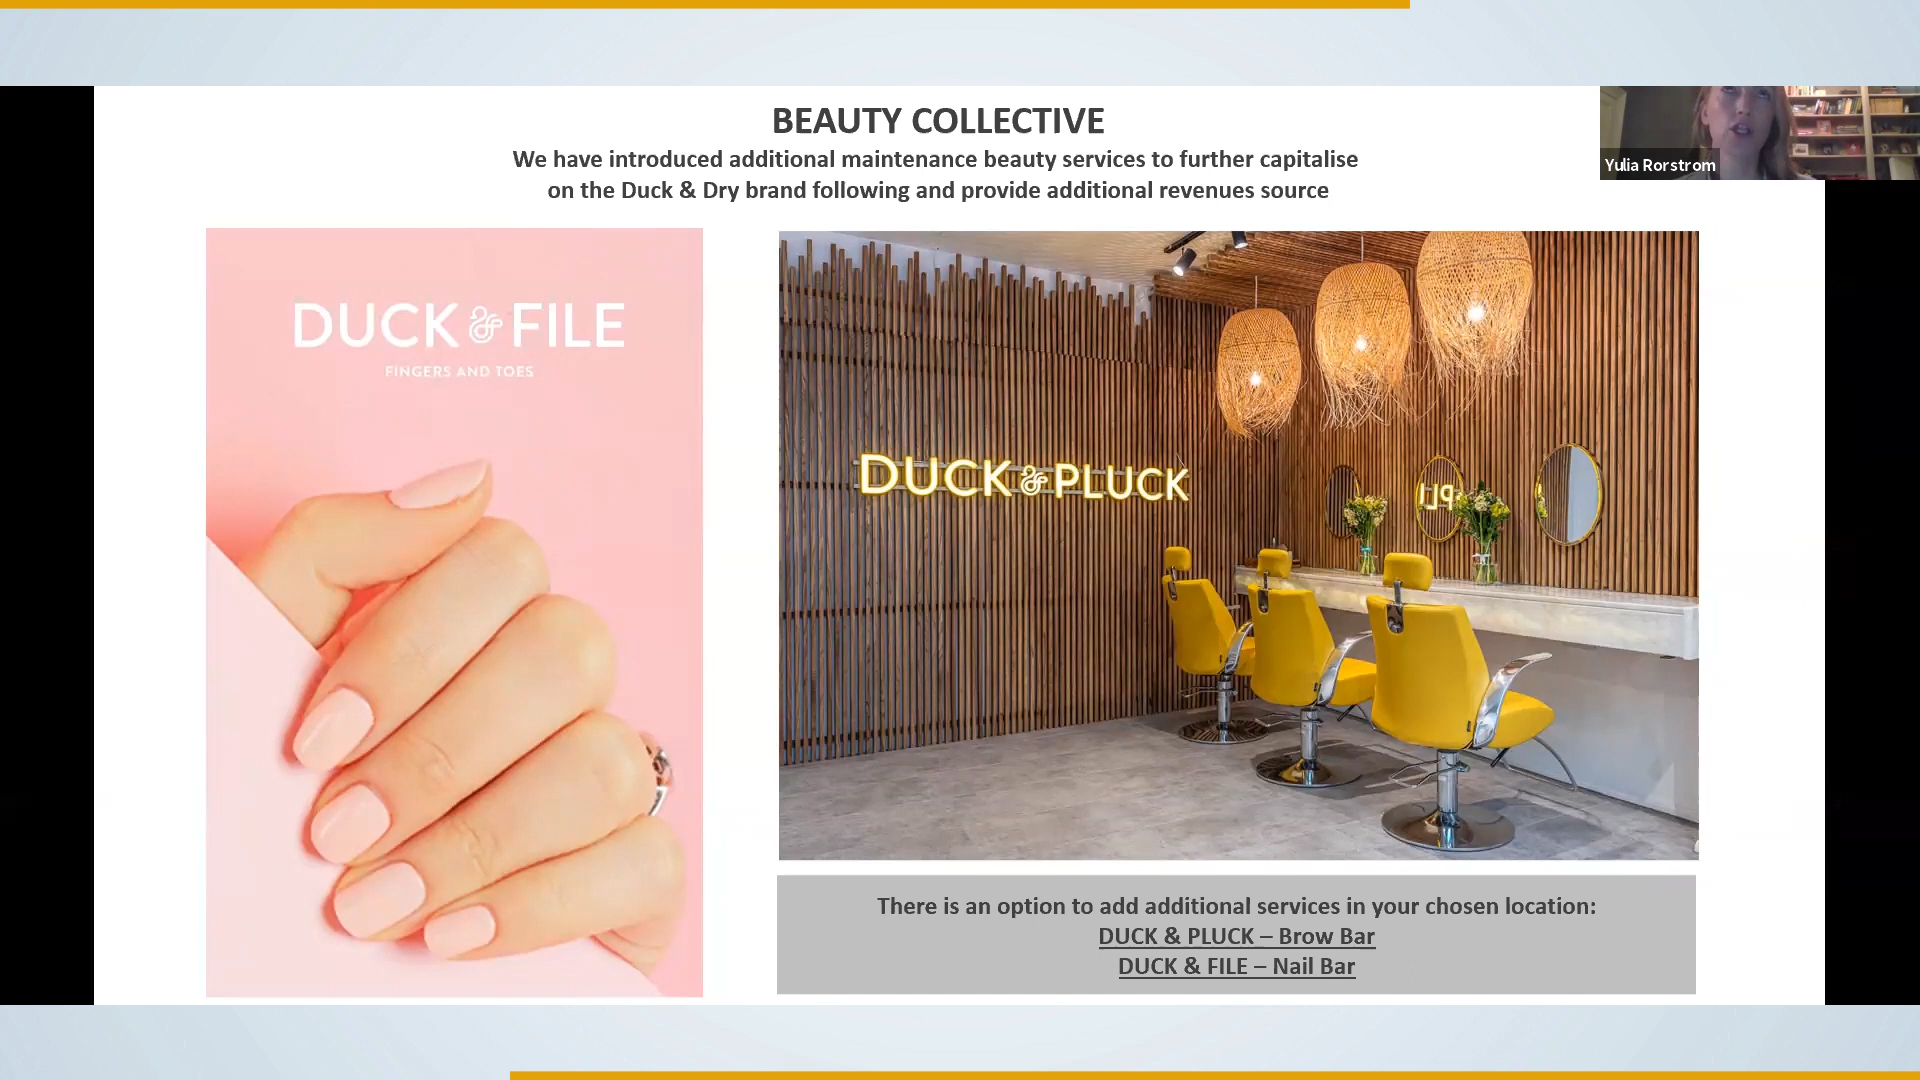 BEAUTY COLLECTIVE
We have introduced additional maintenance beauty services to further capitalise
on the Duck & Dry brand following and provide additional revenues source
Yulia Rorstrom
DUCK & FILE
FINGERS AND TOES
DUCK & PLUCK
PLU
There is an option to add additional services in your chosen location:
DUCK & PLUCK – Brow Bar
DUCK & FILE – Nail Bar